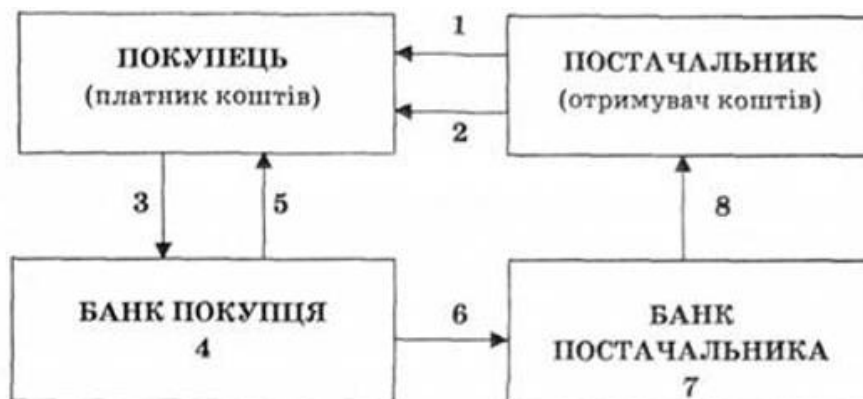 1
ПОКУПЕЦЬ
(платник коштів)
ПОСТАЧАЛЬНИК
(отримувач коштів)
2
3
5
8
БАНК ПОКУПЦЯ
4
6
БАНК
ПОСТАЧАЛЬНИКА
7